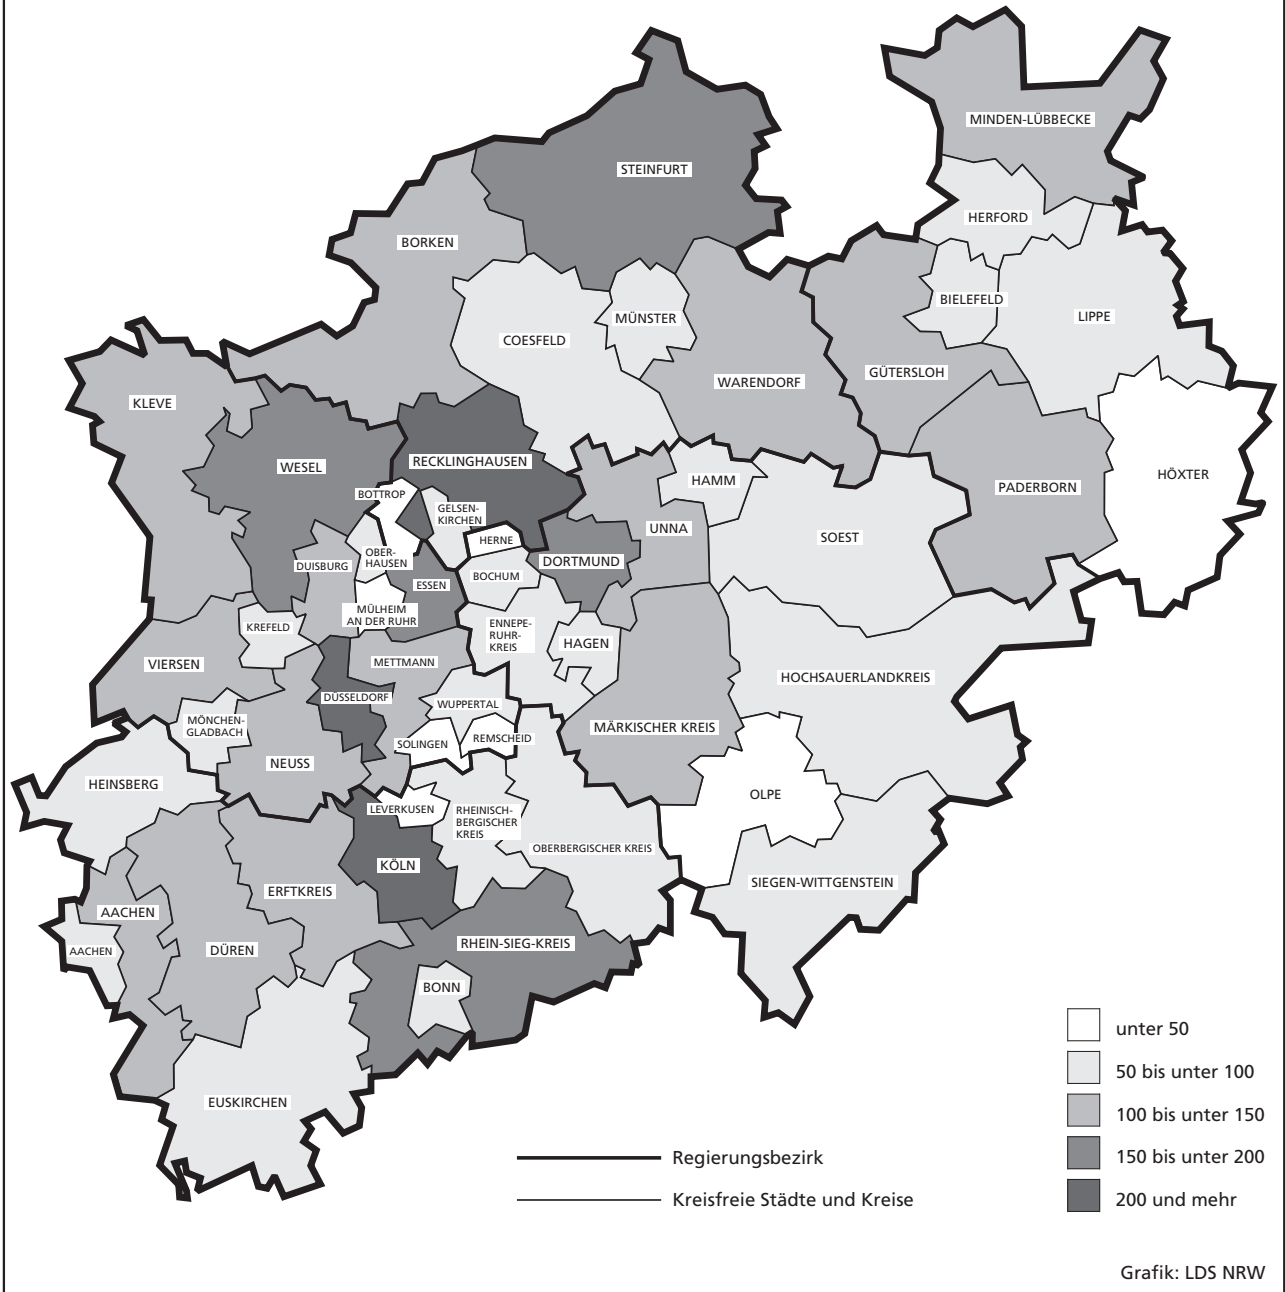 MINDEN-LÜBBECKE
STEINFURT
HERFORD
BORKEN
BIELEFELD
LIPPE
MÜNSTER
COESFELD
GÜTERSLOH
WARENDORF
KLEVE
RECKLINGHAUSEN
WESEL
HÖXTER
HAMM
PADERBORN
BOTTROP
GELSEN-
KIRCHEN
UNNA
SOEST
HERNE
OBER-
HAUSEN
DORTMUND
DUISBURG
BOCHUM
ESSEN
MÜLHEIM
AN DER RUHR
KREFELD
ENNEPE-
RUHR-
KREIS
HAGEN
VIERSEN
METTMANN
HOCHSAUERLANDKREIS
DÜSSELDORF
WUPPERTAL
MÖNCHEN-
GLADBACH
MÄRKISCHER KREIS
SOLINGEN
REMSCHEID
NEUSS
HEINSBERG
OLPE
LEVERKUSEN
RHEINISCH-
BERGISCHER
KREIS
OBERBERGISCHER KREIS
KÖLN
SIEGEN-WITTGENSTEIN
ERFTKREIS
AACHEN
RHEIN-SIEG-KREIS
AACHEN
DÜREN
BONN
EUSKIRCHEN
unter 50
50 bis unter 100
100 bis unter 150
150 bis unter 200
200 und mehr
Regierungsbezirk
Kreisfreie Städte und Kreise
Grafik: LDS NRW